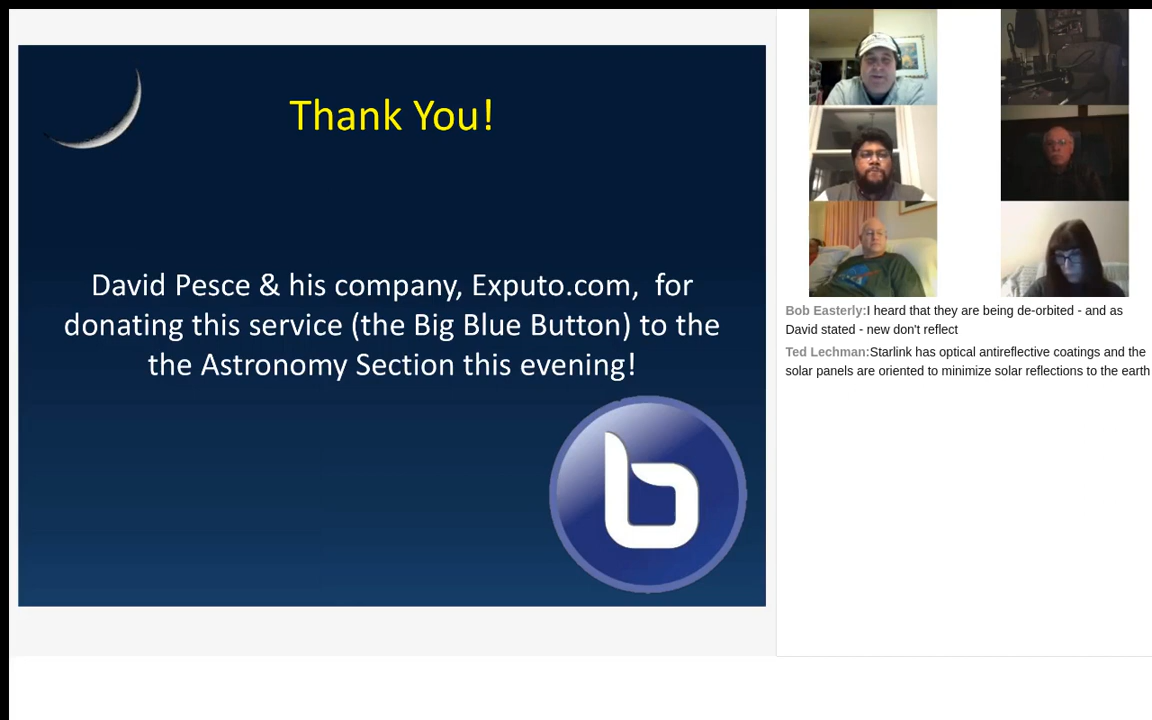 Thank You!
David Pesce & his company, Exputo.com,  for
donating this service (the Big Blue Button) to the
the Astronomy Section this evening!
Bob Easterly:I heard that they are being de-orbited - and as
David stated - new don't reflect
Ted Lechman:Starlink has optical antireflective coatings and the
solar panels are oriented to minimize solar reflections to the earth